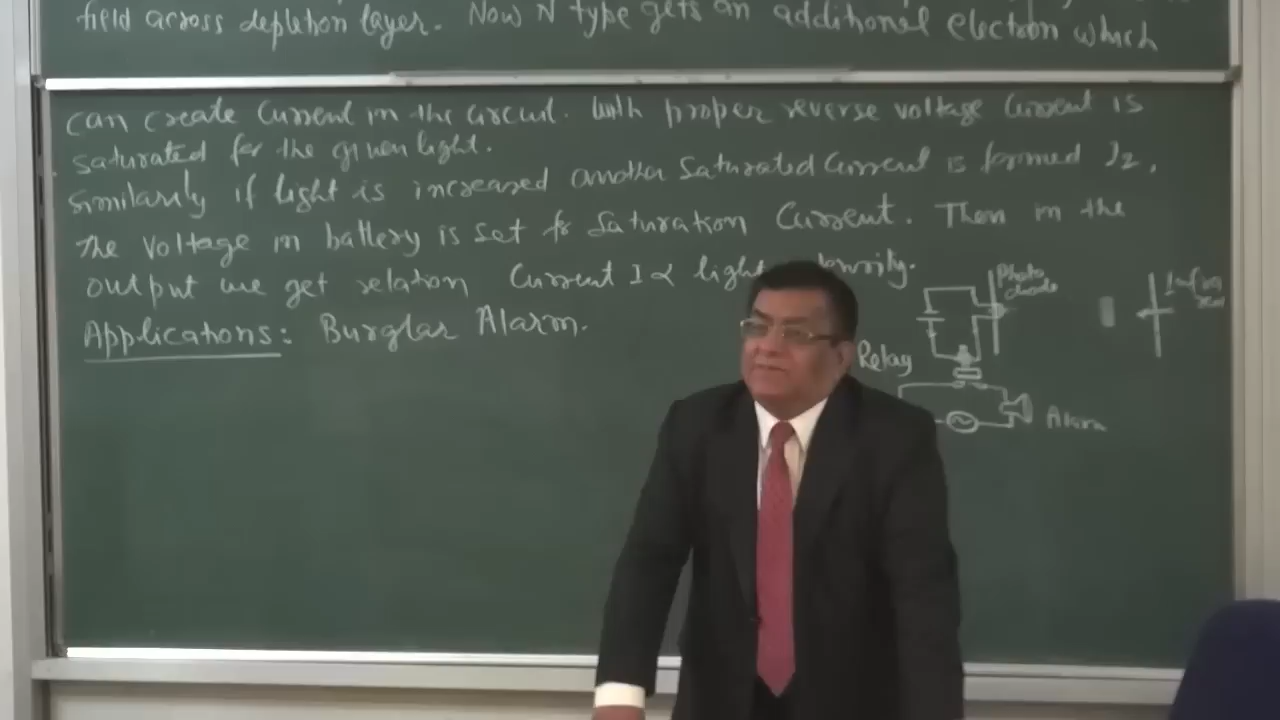 field across depletion layer. Now N type gets an additional electron which
can create current in the circuit. With proper reverse voltage current is
saturated for the given light.
similarly if light is increased another saturated current is formed I2.
The voltage in battery is set for saturation current. Then in the
output we get relation current I ∝ light
Applications: Burglar Alarm.
Photo
diode
Relay
Alarm